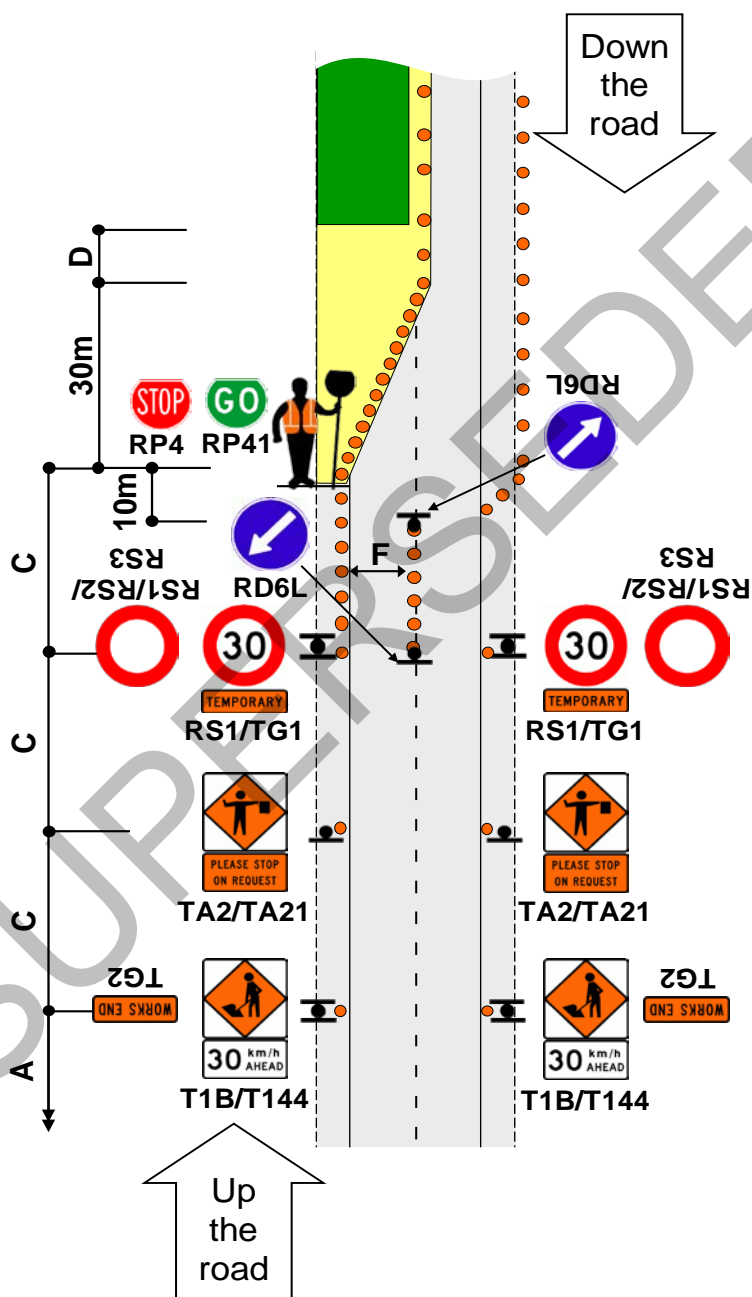 Down
the
road
D
30m
STOP
GO
RP4
RP41
RD6L
10m
C
F
RD6L
RS1/RS2/
RS3
30
TEMPORARY
RS1/TG1
30
TEMPORARY
RS1/TG1
RS1/RS2/
RS3
C
PLEASE STOP
ON REQUEST
TA2/TA21
PLEASE STOP
ON REQUEST
TA2/TA21
C
TG2
WORKS END
30 km/h
AHEAD
T1B/T144
30 km/h
AHEAD
T1B/T144
TG2
WORKS END
A
Up
the
road
SUPERSEDED